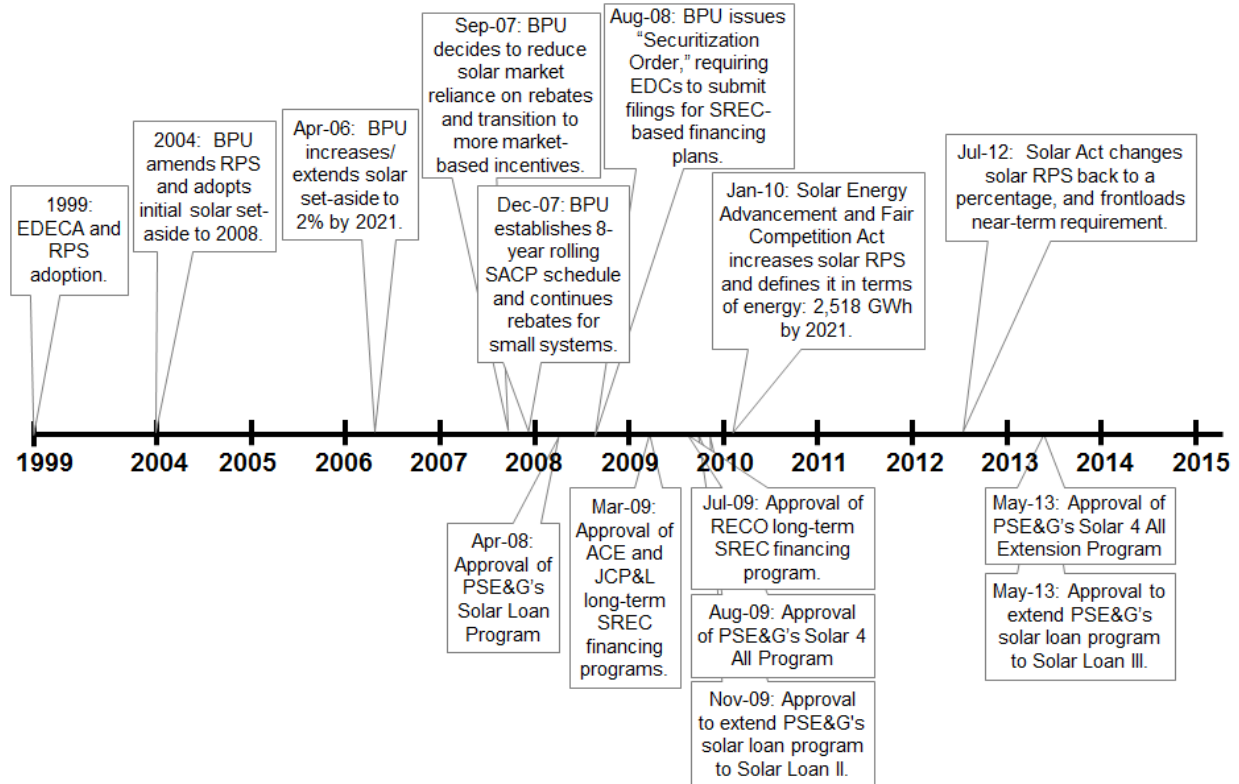 1999:
EDECA and
RPS
adoption.
2004: BPU
amends RPS
and adopts
initial solar set-
aside to 2008.
Apr-06: BPU
increases/
extends solar
set-aside to
2% by 2021.
Sep-07: BPU
decides to reduce
solar market
reliance on rebates
and transition to
more market-
based incentives.
Dec-07: BPU
establishes 8-
year rolling
SACP schedule
and continues
rebates for
small systems.
Aug-08: BPU issues
“Securitization
Order,” requiring
EDCs to submit
filings for SREC-
based financing
plans.
Jan-10: Solar Energy
Advancement and Fair
Competition Act
increases solar RPS
and defines it in terms
of energy: 2,518 GWh
by 2021.
Jul-12: Solar Act changes
solar RPS back to a
percentage, and frontloads
near-term requirement.
1999 2004 2005 2006 2007 2008 2009 2010 2011 2012 2013 2014 2015
Apr-08:
Approval of
PSE&G’s
Solar Loan
Program
Mar-09:
Approval of
ACE and
JCP&L
long-term
SREC
financing
programs.
Jul-09: Approval of
RECO long-term
SREC financing
program.
Aug-09: Approval
of PSE&G’s Solar 4
All Program
Nov-09: Approval
to extend PSE&G's
solar loan program
to Solar Loan II.
May-13: Approval of
PSE&G’s Solar 4 All
Extension Program
May-13: Approval to
extend PSE&G’s
solar loan program
to Solar Loan III.